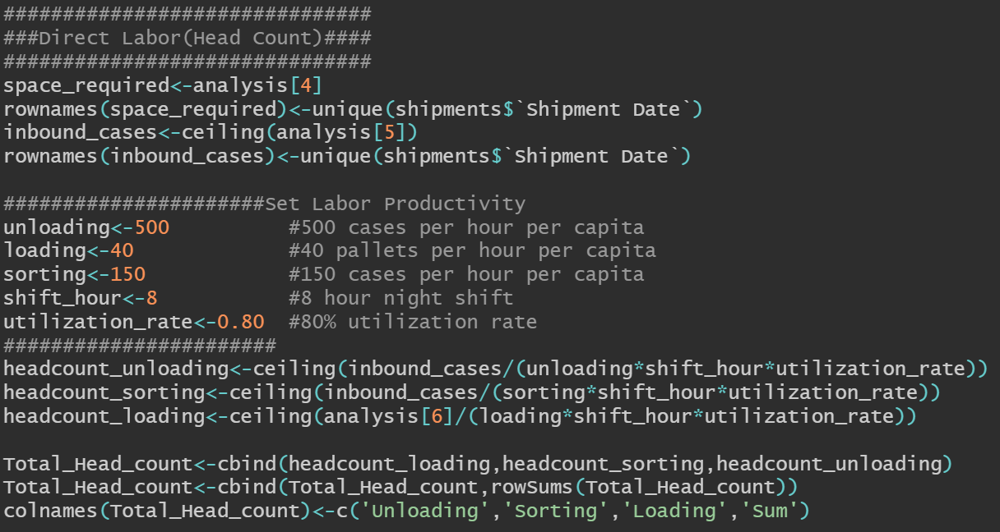 ###############################
###Direct Labor(Head Count)####
###############################
space_required<-analysis[4]
rownames(space_required)<-unique(shipments$`Shipment Date`)
inbound_cases<-ceiling(analysis[5])
rownames(inbound_cases)<-unique(shipments$`Shipment Date`)
######################Set Labor Productivity
unloading<-500          #500 cases per hour per capita
loading<-40             #40 pallets per hour per capita
sorting<-150            #150 cases per hour per capita
shift_hour<-8           #8 hour night shift
utilization_rate<-0.80  #80% utilization rate
#######################
headcount_unloading<-ceiling(inbound_cases/(unloading*shift_hour*utilization_rate))
headcount_sorting<-ceiling(inbound_cases/(sorting*shift_hour*utilization_rate))
headcount_loading<-ceiling(analysis[6]/(loading*shift_hour*utilization_rate))
Total_Head_count<-cbind(headcount_loading,headcount_sorting,headcount_unloading)
Total_Head_count<-cbind(Total_Head_count,rowSums(Total_Head_count))
colnames(Total_Head_count)<-c('Unloading','Sorting','Loading','Sum')